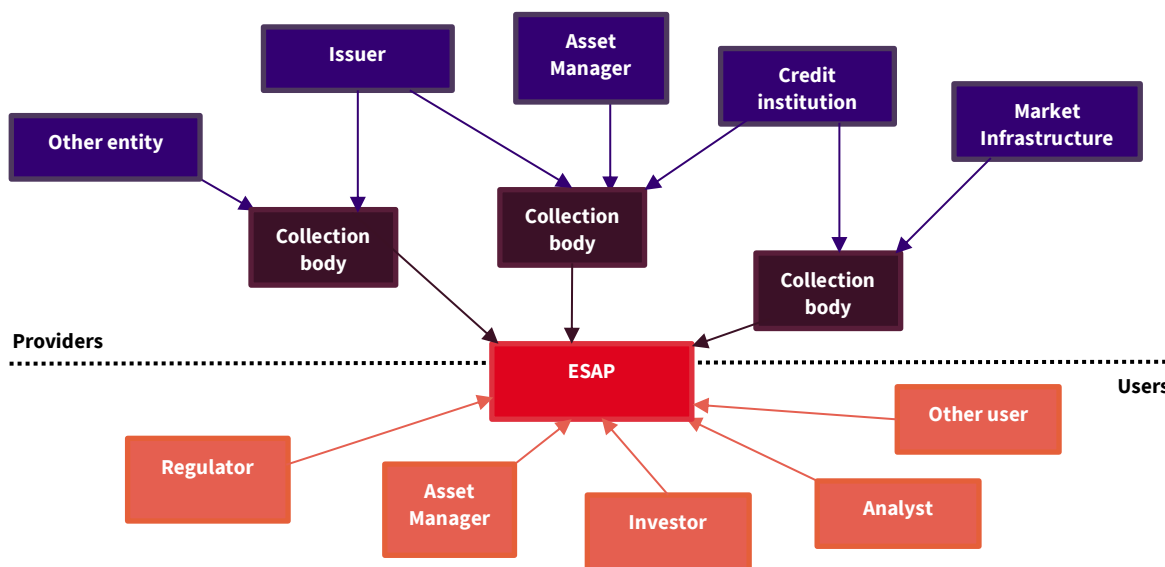 Issuer
Asset
Manager
Credit
institution
Market
Infrastructure
Other entity
Collection
body
Collection
body
Collection
body
Providers
ESAP
Users
Other user
Regulator
Asset
Manager
Investor
Analyst